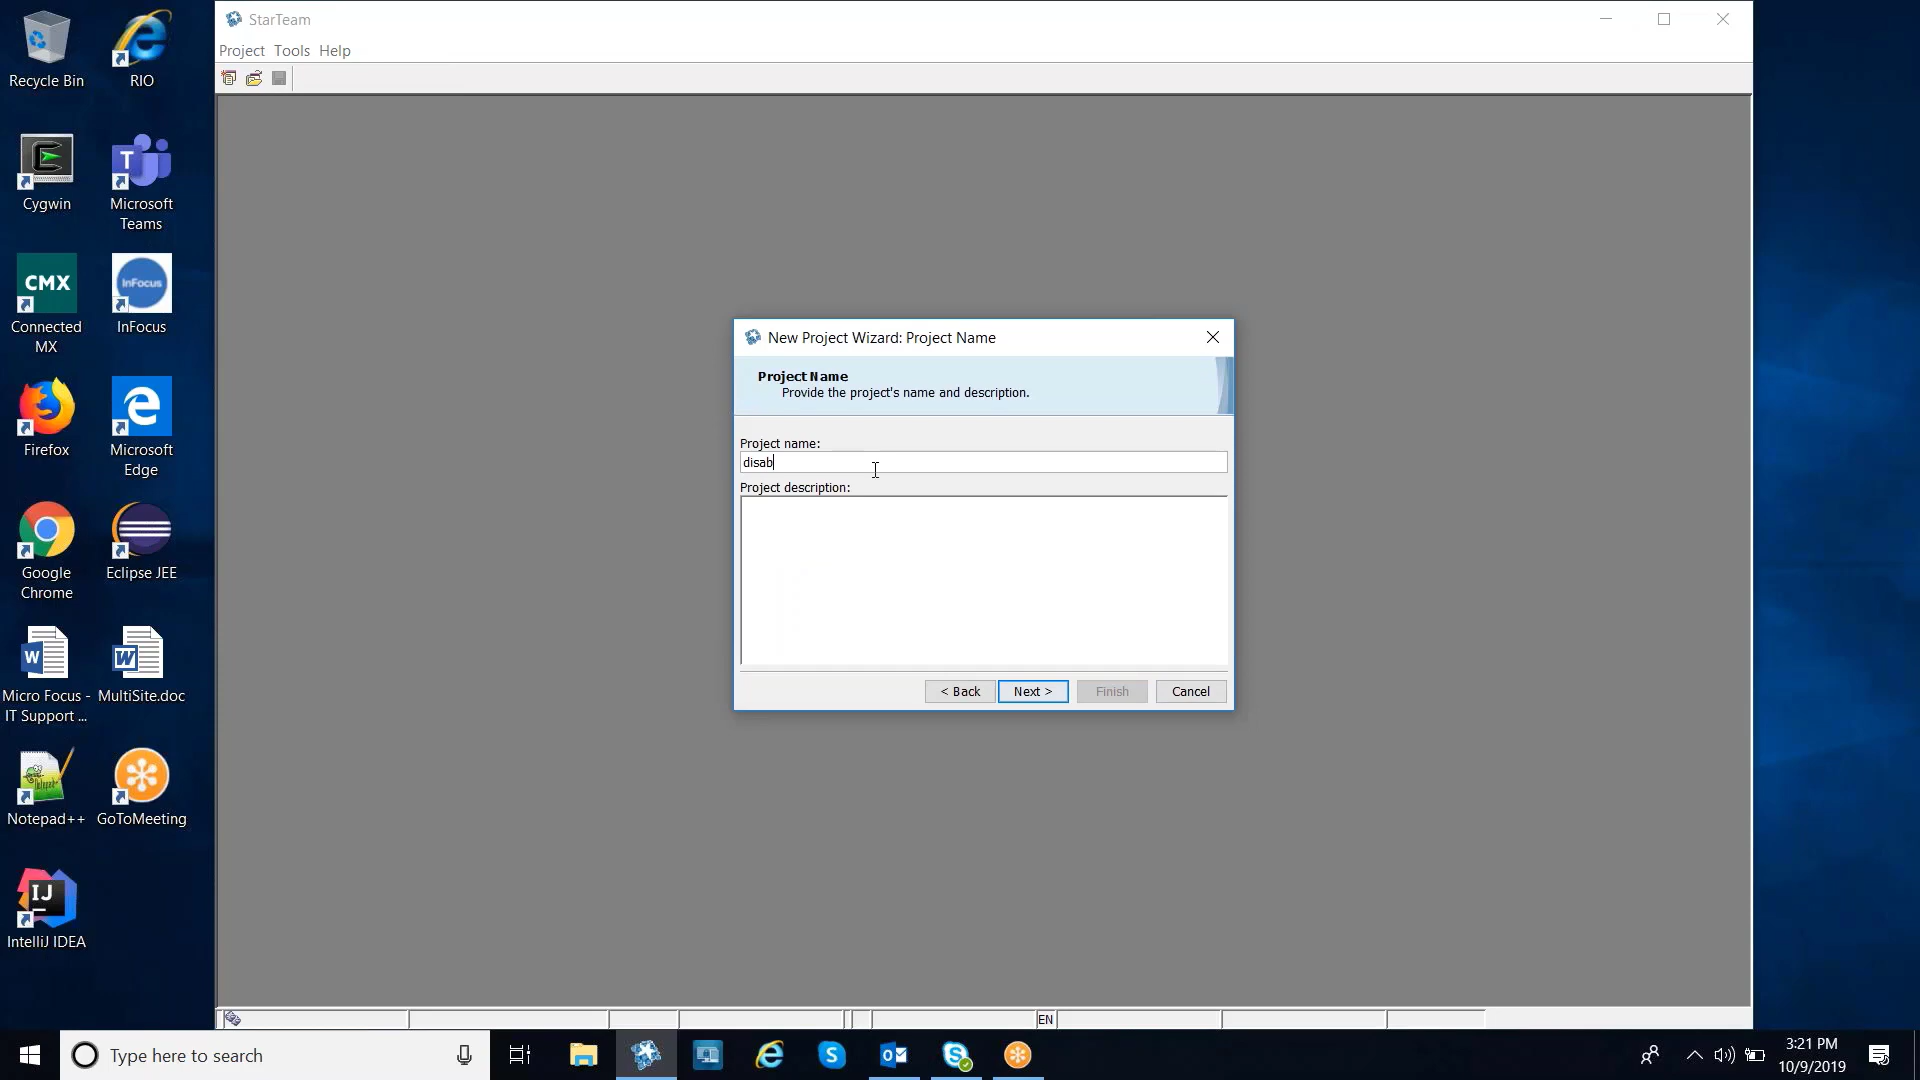 StarTeam
Project Tools Help
Recycle Bin
RIO
Cygwin
T
Microsoft
Teams
CMX
Connected
MX
InFocus
InFocus
Firefox
Microsoft
Edge
Google
Chrome
Eclipse JEE
W
Micro Focus -
IT Support ...
W
MultiSite.doc
Notepad++
GoToMeeting
IJ
IntelliJ IDEA
New Project Wizard: Project Name
Project Name
Provide the project's name and description.
Project name:
disab
Project description:
< Back
Next >
Finish
Cancel
EN
Type here to search
3:21 PM
10/9/2019